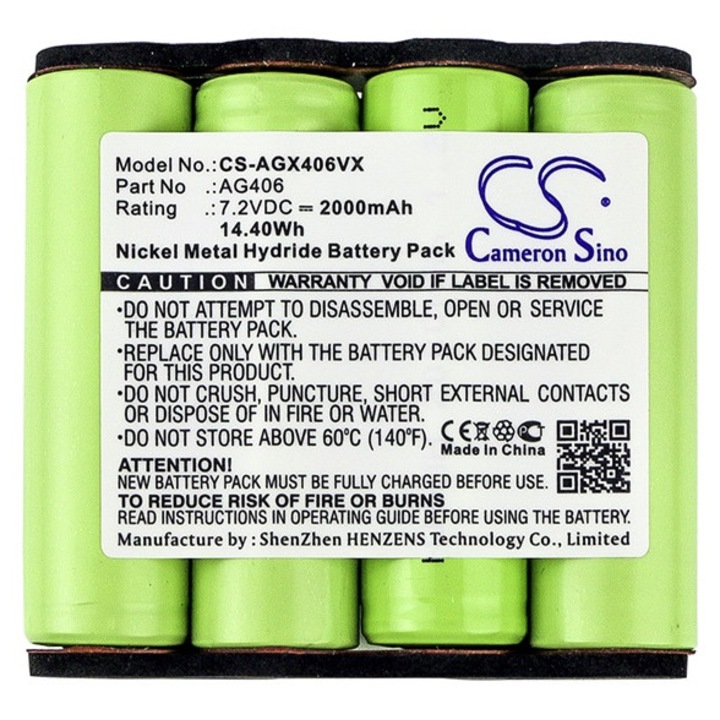 Model No.:CS-AGX406VX
Part No .:AG406
Rating .:7.2VDC ⎓ 2000mAh
14.40Wh
Nickel Metal Hydride Battery Pack
CS
Cameron Sino
CAUTION WARRANTY VOID IF LABEL IS REMOVED
•DO NOT ATTEMPT TO DISASSEMBLE, OPEN OR SERVICE
THE BATTERY PACK.
•REPLACE ONLY WITH THE BATTERY PACK DESIGNATED
FOR THIS PRODUCT.
•DO NOT CRUSH, PUNCTURE, SHORT EXTERNAL CONTACTS
OR DISPOSE OF IN FIRE OR WATER.
•DO NOT STORE ABOVE 60ºC (140ºF).
CE
Made In China
ATTENTION!
NEW BATTERY PACK MUST BE FULLY CHARGED BEFORE USE.
TO REDUCE RISK OF FIRE OR BURNS
READ INSTRUCTIONS IN OPERATING GUIDE BEFORE USING THE BATTERY.
Manufacture by : ShenZhen HENZENS Technology Co., Limited